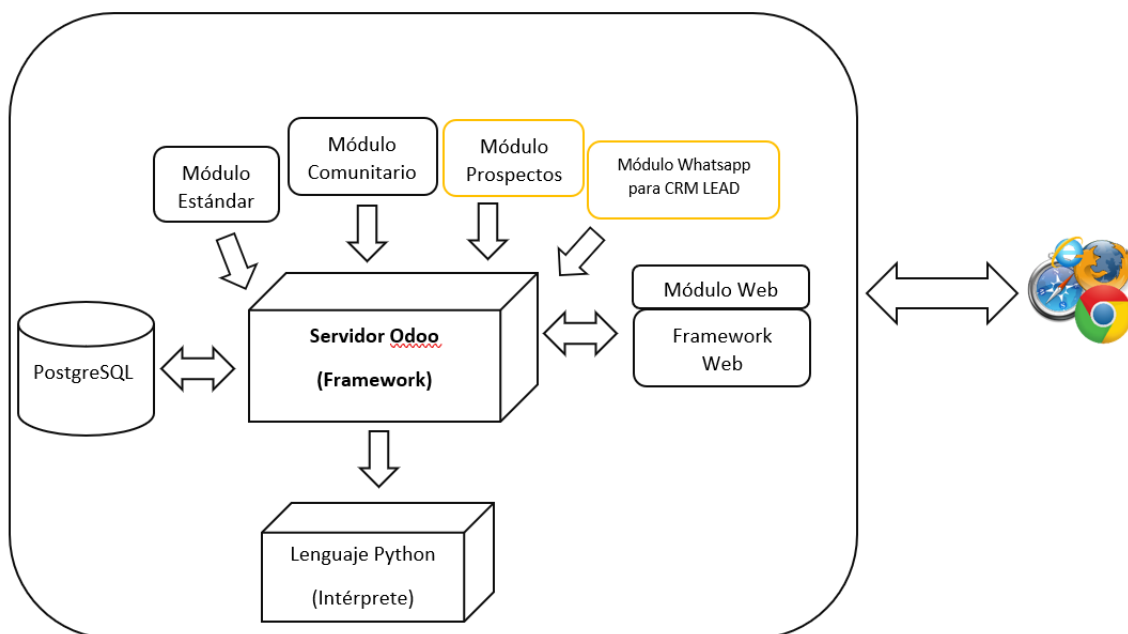 Módulo
Estándar
Módulo
Comunitario
Módulo
Prospectos
Módulo Whatsapp
para CRM LEAD
PostgreSQL
Servidor Odoo
(Framework)
Módulo Web
Framework
Web
Lenguaje Python
(Intérprete)